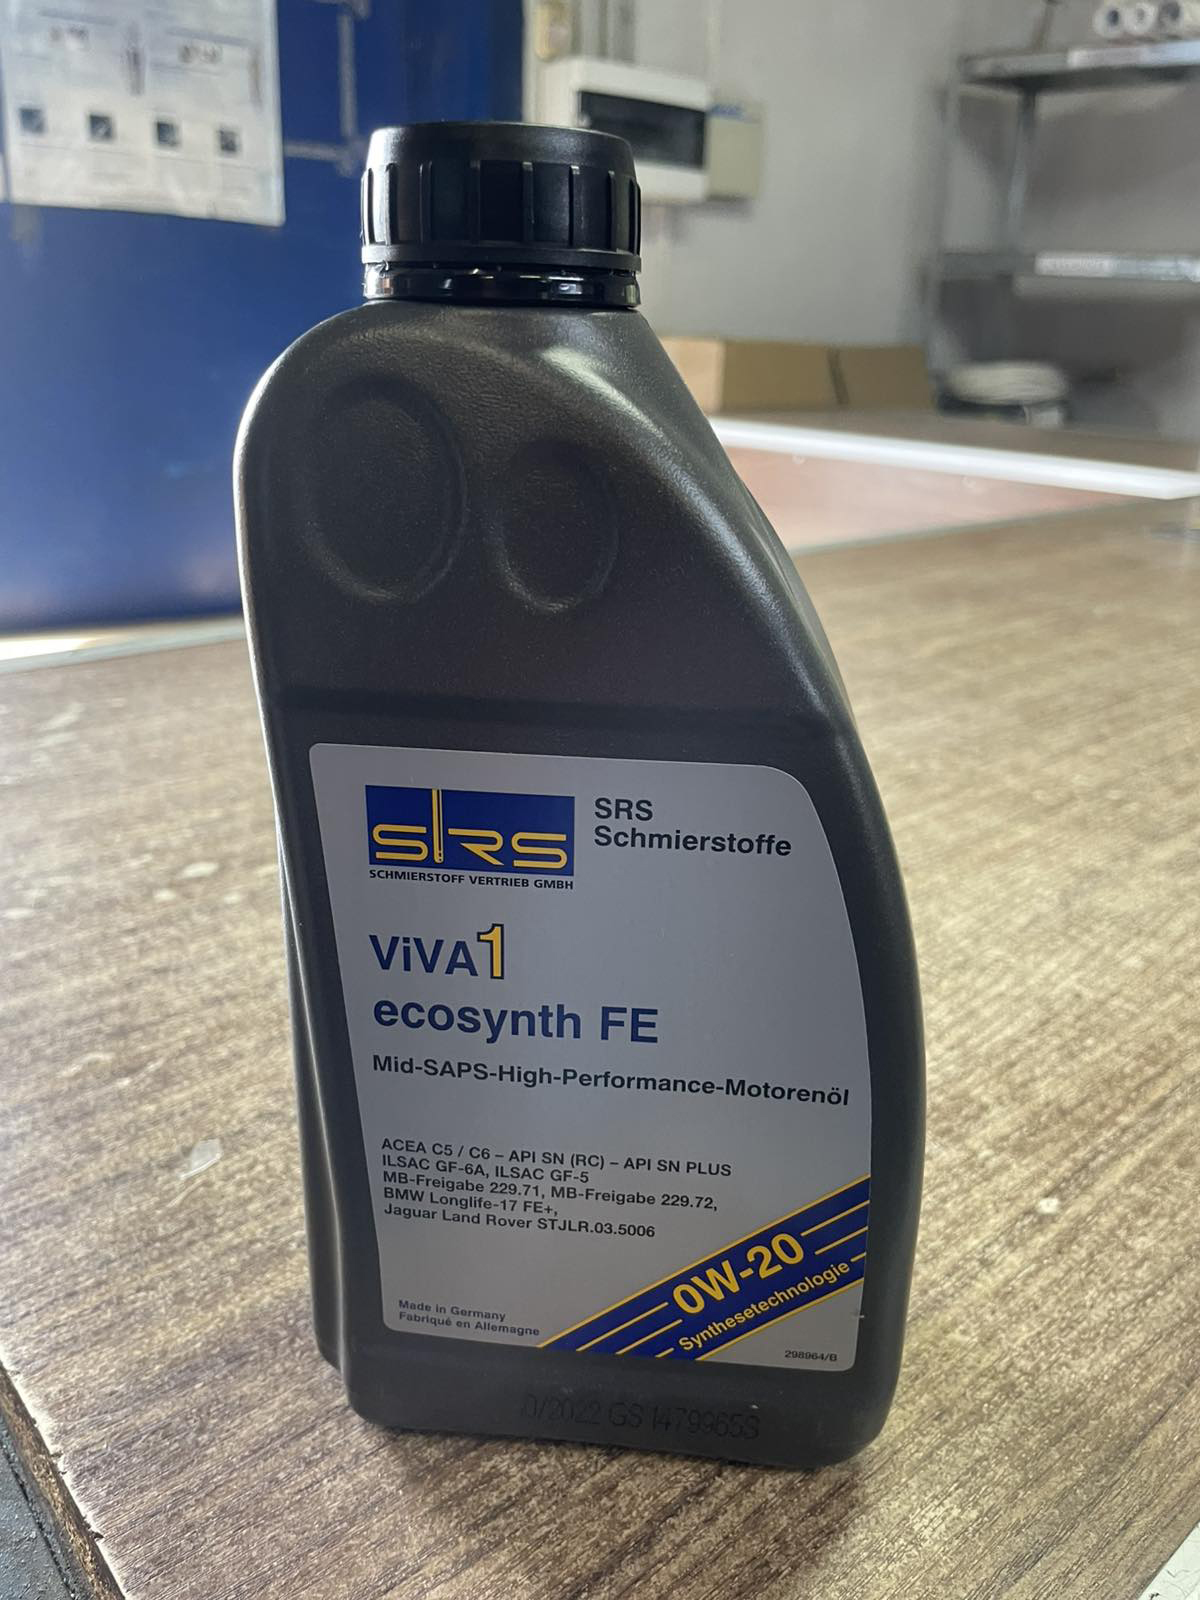 SRS
SCHMIERSTOFF VERTRIEB GMBH
SRS
Schmierstoffe
ViVA1
ecosynth FE
Mid-SAPS-High-Performance-Motorenöl
ACEA C5 / C6 – API SN (RC) – API SN PLUS
ILSAC GF-6A, ILSAC GF-5
MB-Freigabe 229.71, MB-Freigabe 229.72,
BMW Longlife-17 FE+,
Jaguar Land Rover STJLR.03.5006
0W-20
Synthesetechnologie
Made in Germany
Fabriqué en Allemagne
298964/B
GS 14799653